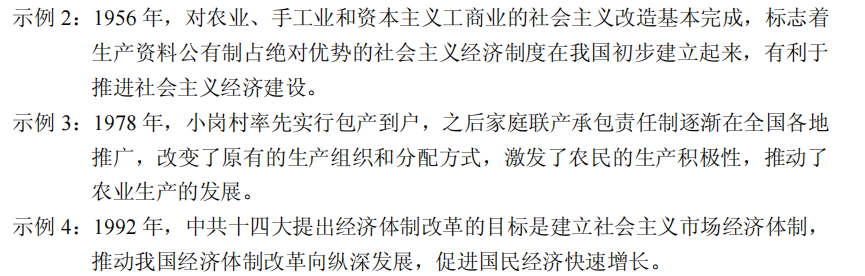 示例 2：1956 年，对农业、手工业和资本主义工商业的社会主义改造基本完成，标志着
生产资料公有制占绝对优势的社会主义经济制度在我国初步建立起来，有利于
推进社会主义经济建设。
示例 3：1978 年，小岗村率先实行包产到户，之后家庭联产承包责任制逐渐在全国各地
推广，改变了原有的生产组织和分配方式，激发了农民的生产积极性，推动了
农业生产的发展。
示例 4：1992 年，中共十四大提出经济体制改革的目标是建立社会主义市场经济体制，
推动我国经济体制改革向纵深发展，促进国民经济快速增长。